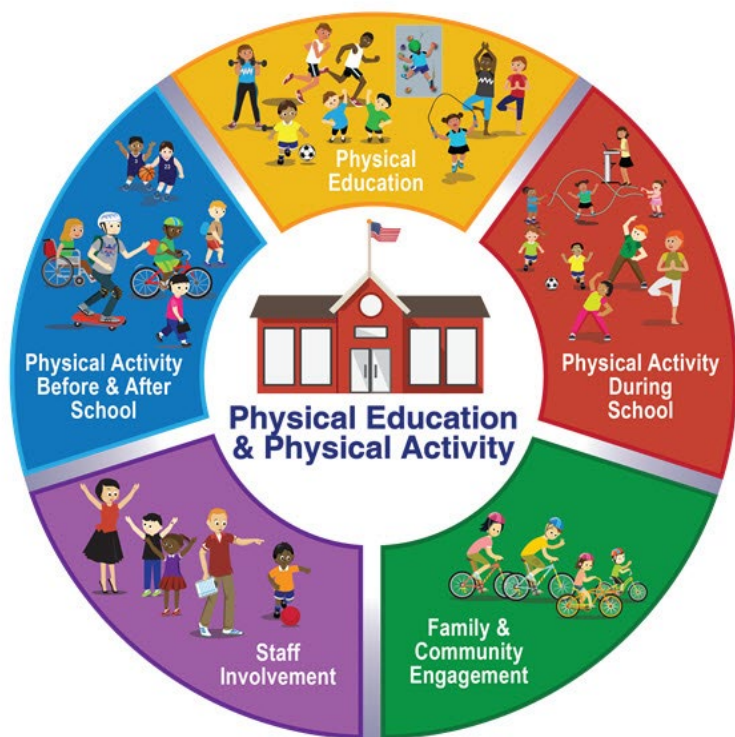 Physical
Education
Physical Activity
Before & After
School
Physical Activity
During
School
Physical Education
& Physical Activity
Staff
Involvement
Family &
Community
Engagement